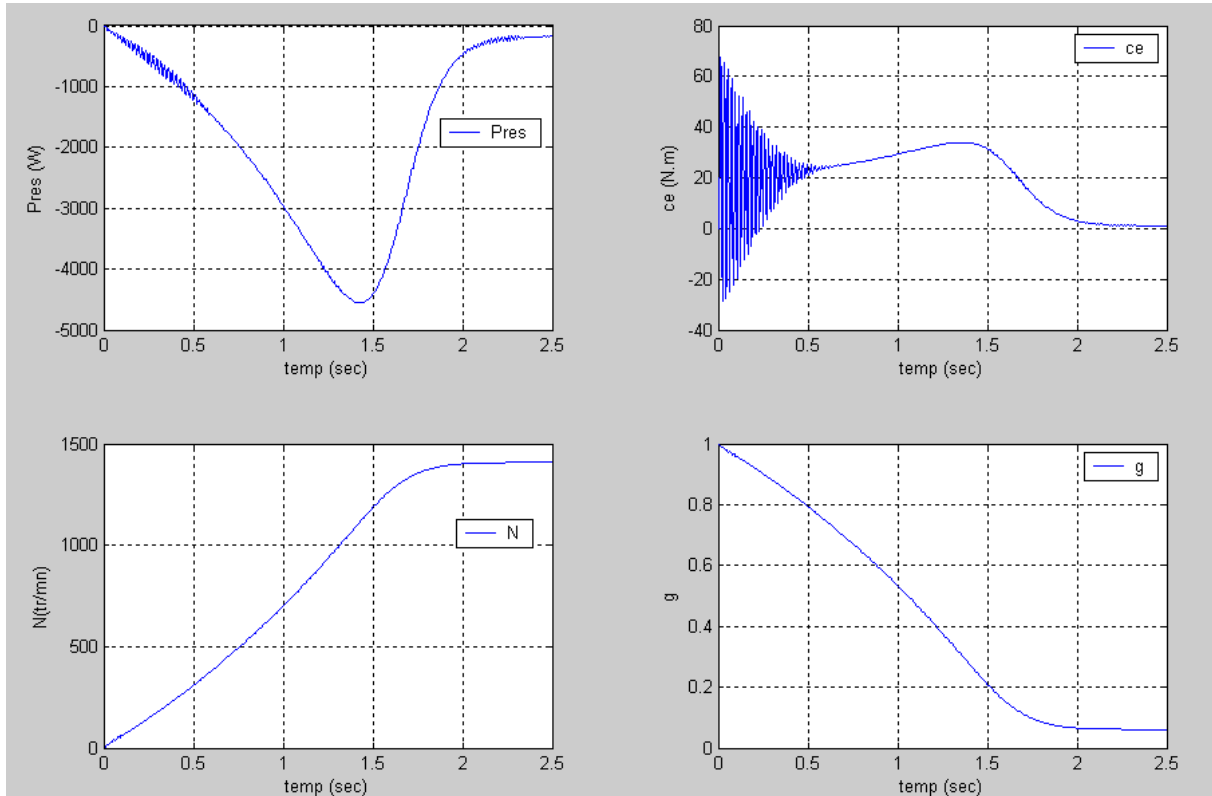 0
-1000
-2000
-3000
-4000
-5000
Pres (W)
Pres
0 0.5 1 1.5 2 2.5
temp (sec)
80
60
40
20
0
-20
-40
ce (N.m)
ce
0 0.5 1 1.5 2 2.5
temp (sec)
1500
1000
500
0
N(tr/mn)
N
0 0.5 1 1.5 2 2.5
temp (sec)
1
0.8
0.6
0.4
0.2
0
g
g
0 0.5 1 1.5 2 2.5
temp (sec)